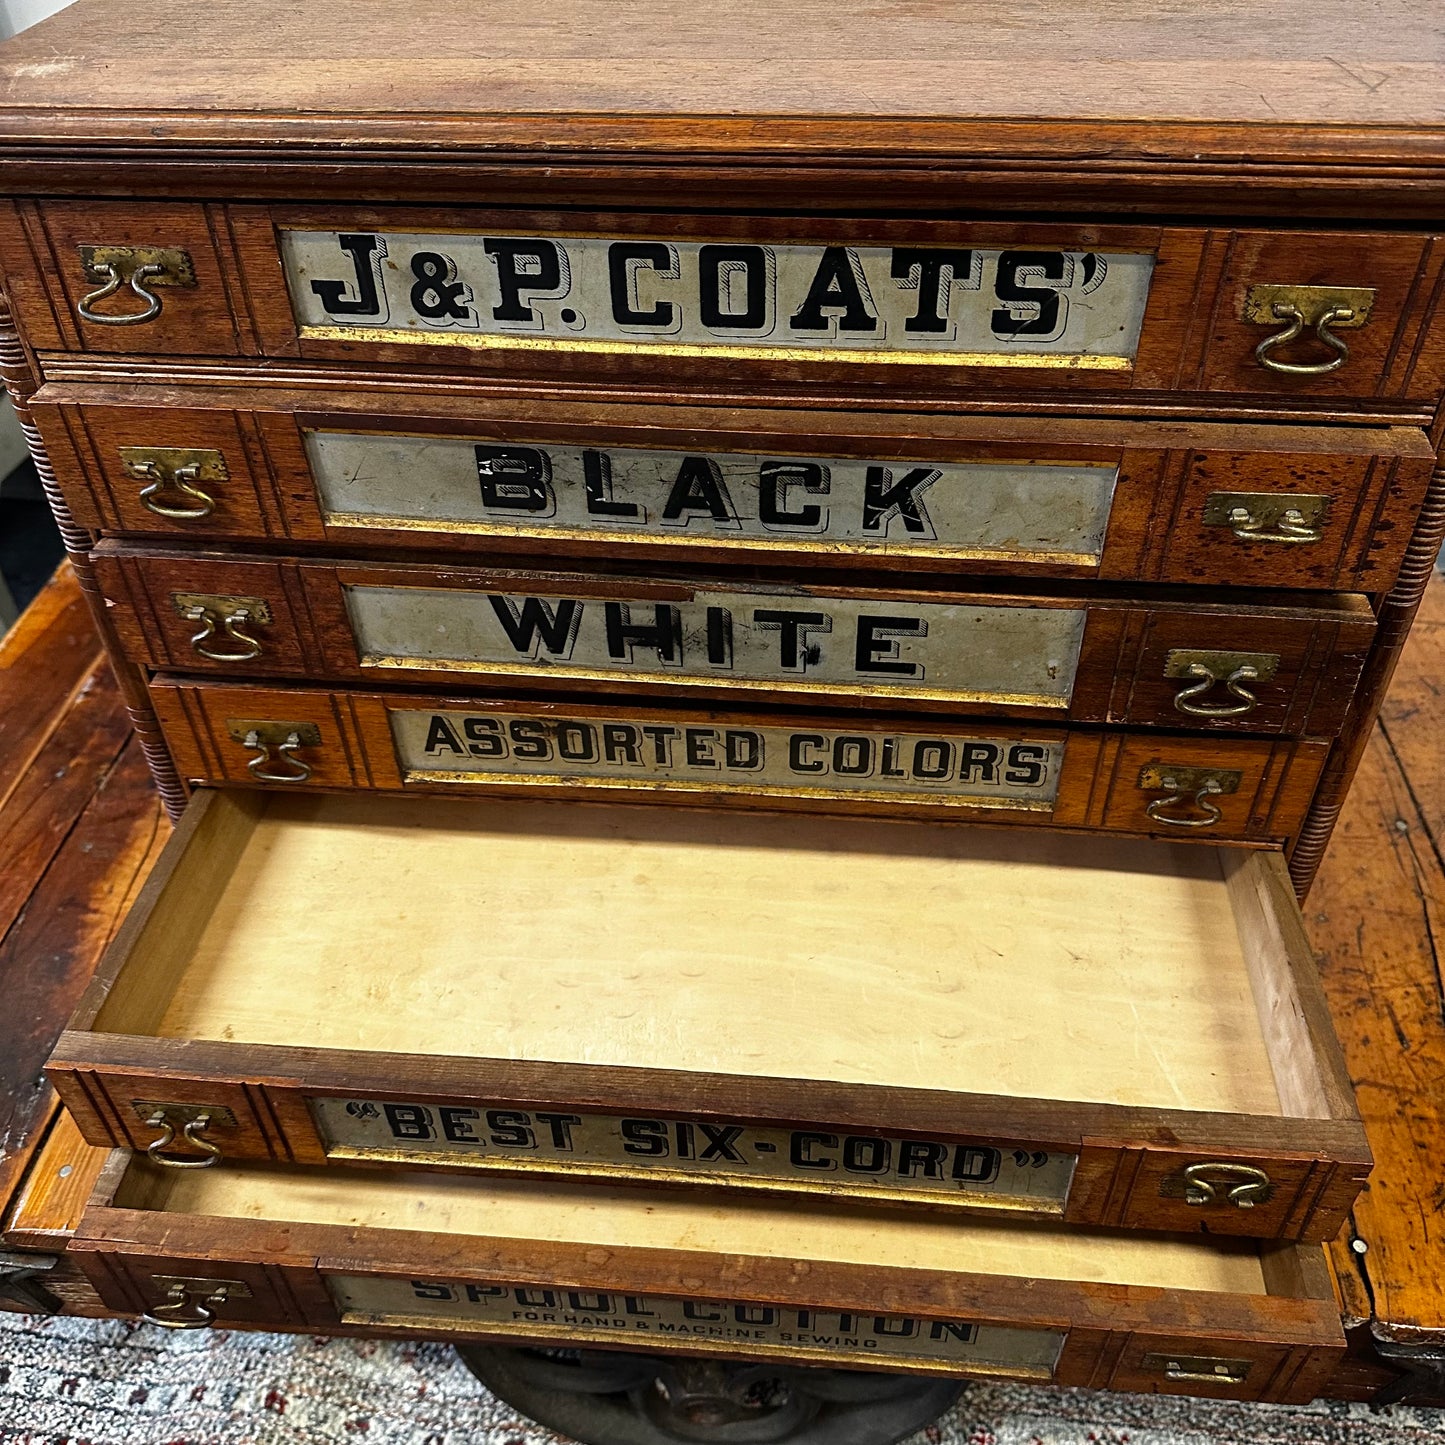 J & P. COATS'
BLACK
WHITE
ASSORTED COLORS
"BEST SIX-CORD"
SPOOL COTTON
FOR HAND & MACHINE SEWING